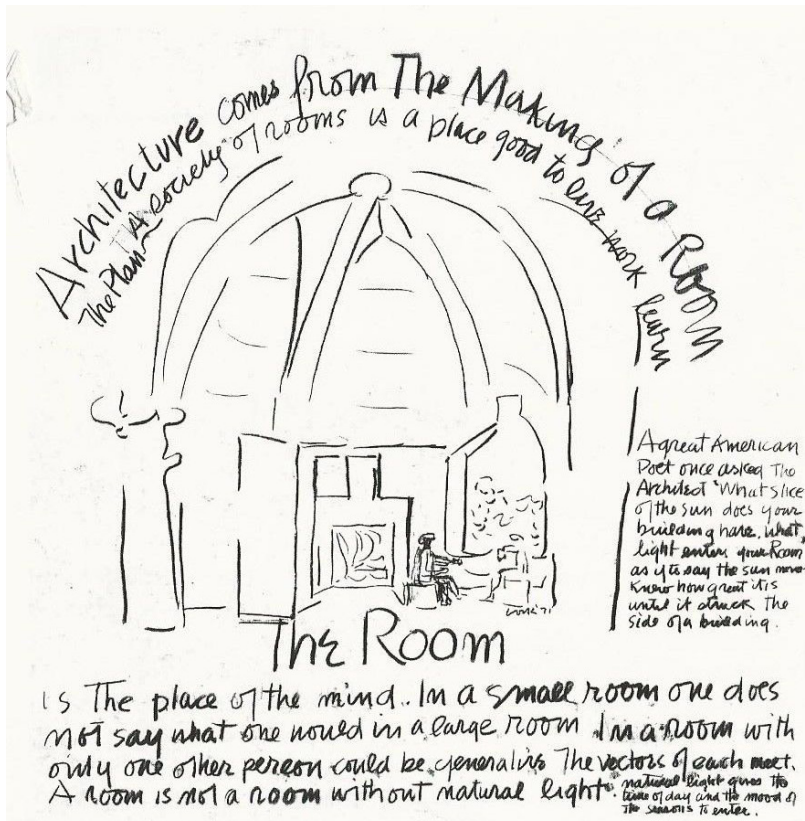 Architecture comes from The Making of a Room
The Plan - A society of rooms is a place good to live work learn
A great American
Poet once asked The
Architect "What slice
of the sun does your
building have. What
light enters your Room
as if to say the sun never
knew how great it is
until it struck the
side of a building.
Lou K '71
The Room
is The place of the mind. In a small room one does
not say what one would in a large room In a room with
only one other person could be generative The vectors of each meet.
A room is not a room without natural light.
natural light gives the
time of day and the mood of
the seasons to enter.